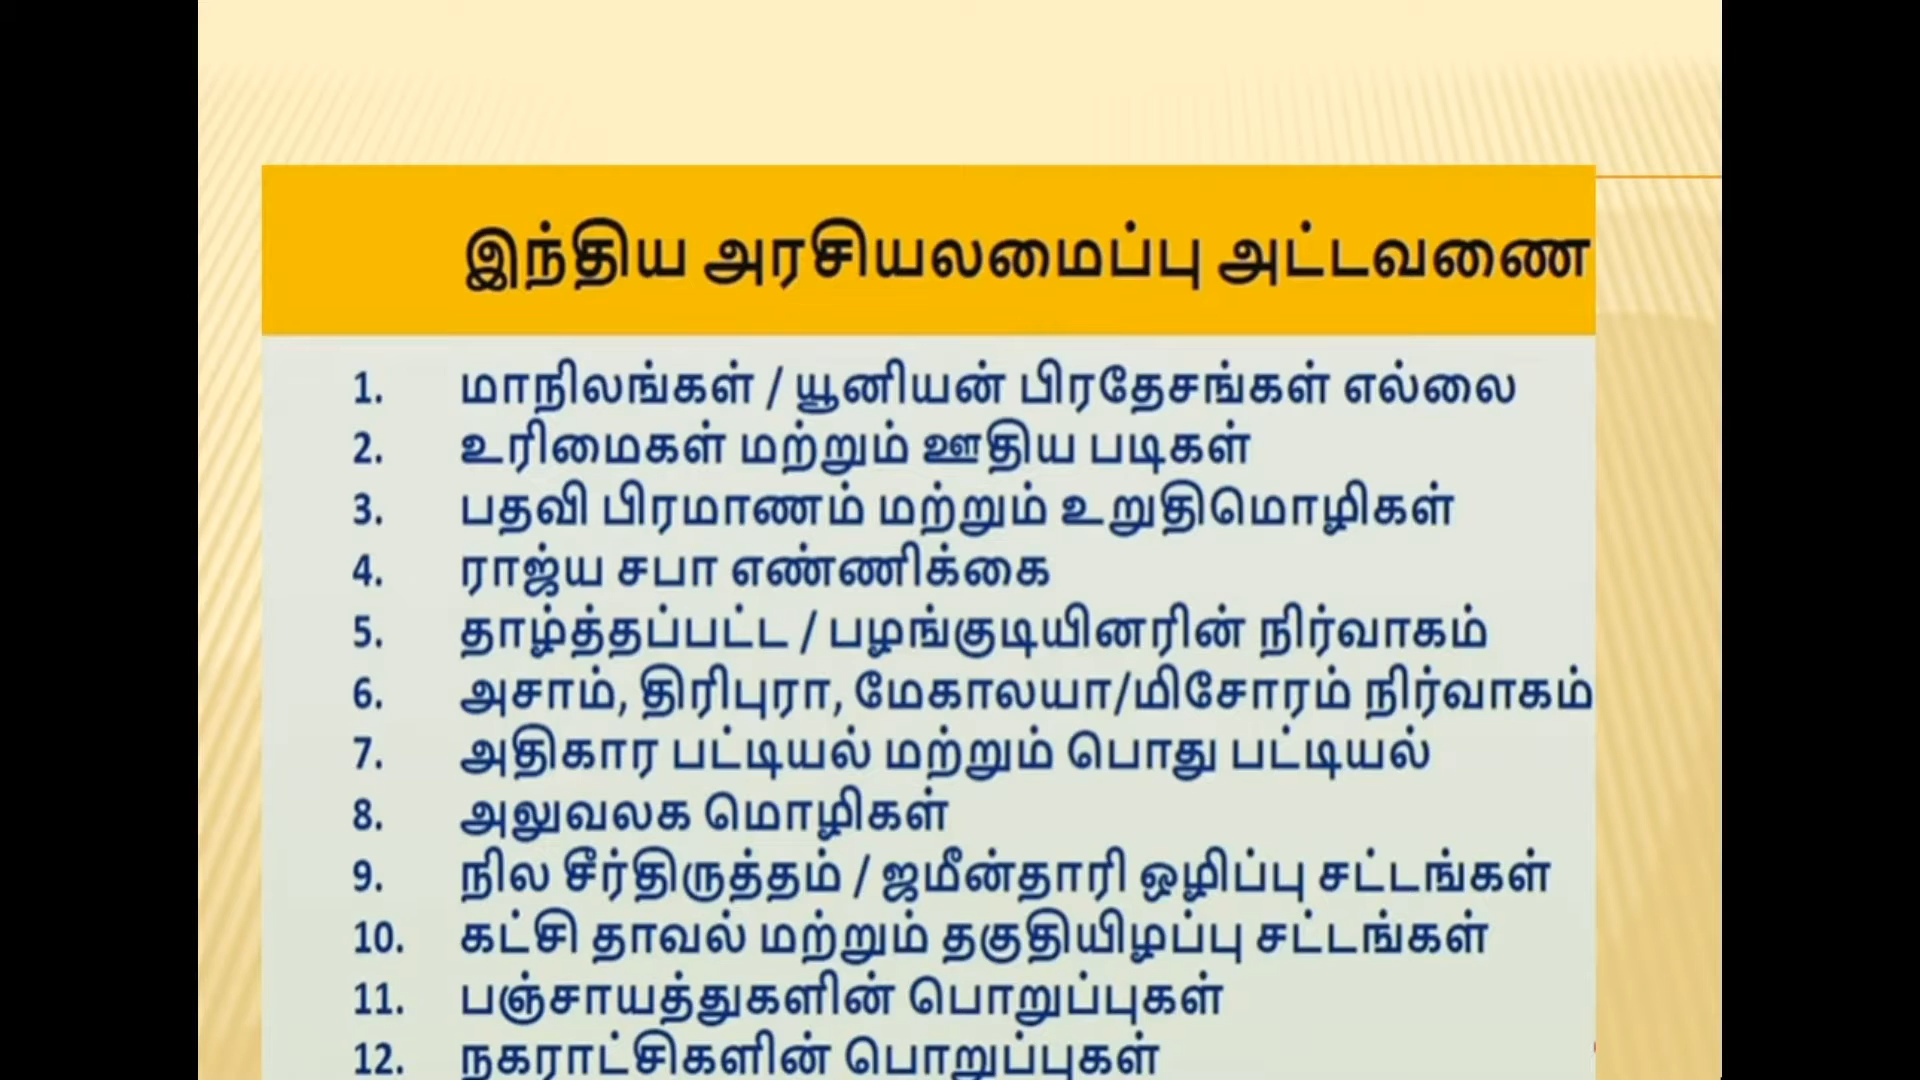 இந்திய அரசியலமைப்பு அட்டவணை
1. மாநிலங்கள் / யூனியன் பிரதேசங்கள் எல்லை
2. உரிமைகள் மற்றும் ஊதிய படிகள்
3. பதவி பிரமாணம் மற்றும் உறுதிமொழிகள்
4. ராஜ்ய சபா எண்ணிக்கை
5. தாழ்த்தப்பட்ட / பழங்குடியினரின் நிர்வாகம்
6. அசாம், திரிபுரா, மேகாலயா/மிசோரம் நிர்வாகம்
7. அதிகார பட்டியல் மற்றும் பொது பட்டியல்
8. அலுவலக மொழிகள்
9. நில சீர்திருத்தம் / ஜமீன்தாரி ஒழிப்பு சட்டங்கள்
10. கட்சி தாவல் மற்றும் தகுதியிழப்பு சட்டங்கள்
11. பஞ்சாயத்துகளின் பொறுப்புகள்
12. நகராட்சிகளின் பொறுப்புகள்